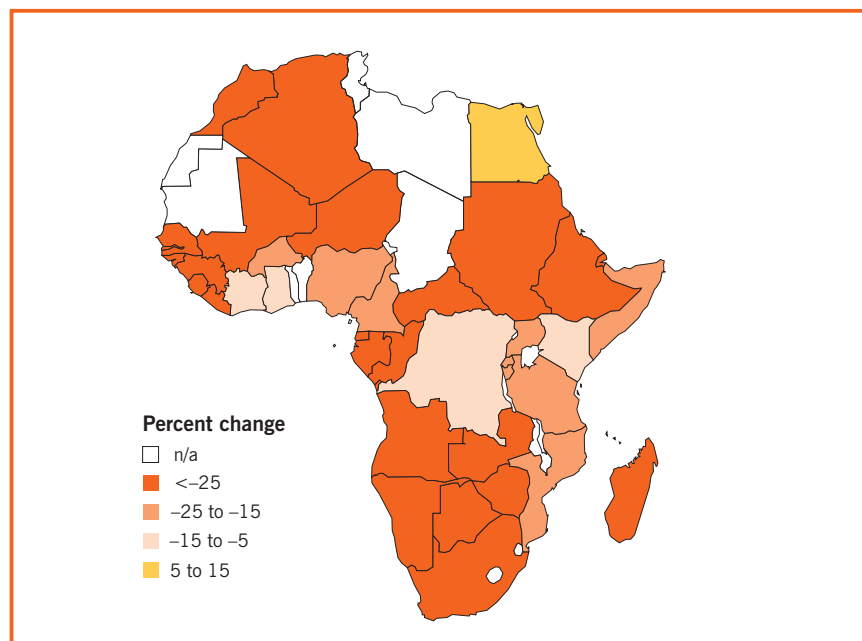 Percent change
n/a
<–25
–25 to –15
–15 to –5
5 to 15